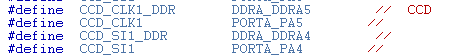 #define    CCD_CLK1_DDR    DDRA_DDRA5    //  CCD
#define    CCD_CLK1    PORTA_PA5    //
#define    CCD_SI1_DDR    DDRA_DDRA4    //
#define    CCD_SI1    PORTA_PA4    //